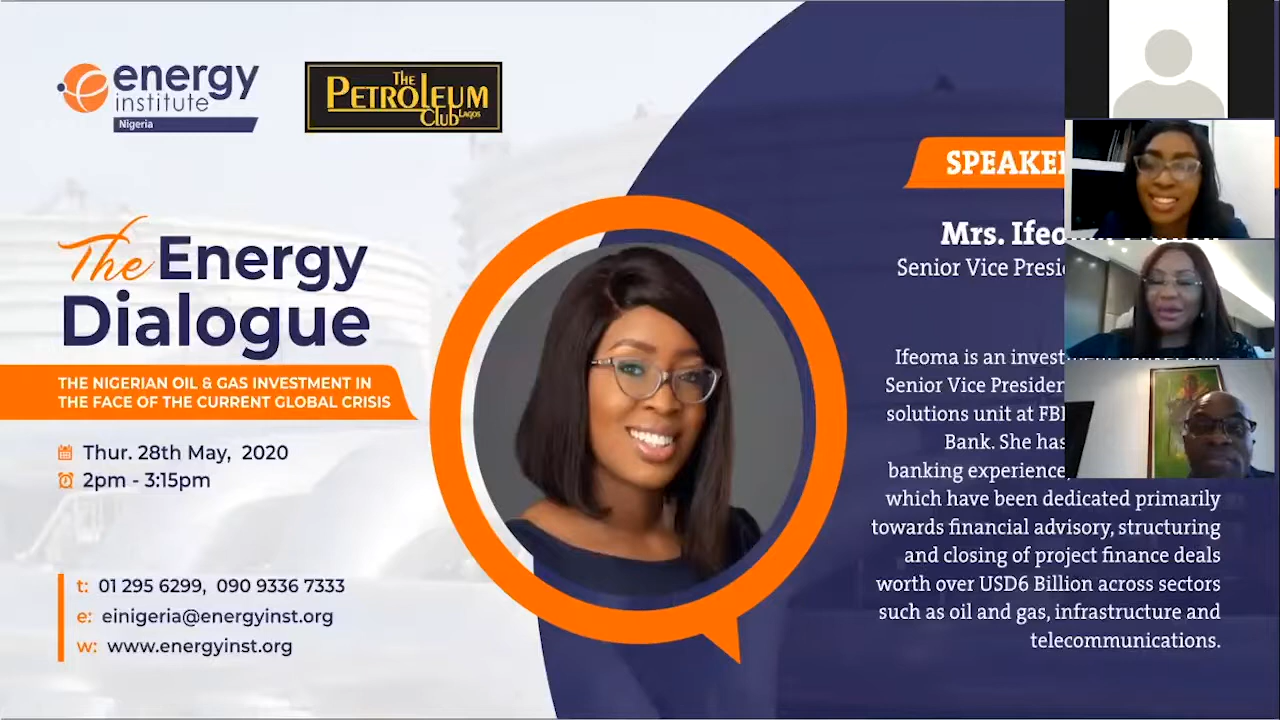 energy
institute
Nigeria
THE
PETROLEUM
Club LAGOS
The Energy
Dialogue
THE NIGERIAN OIL & GAS INVESTMENT IN
THE FACE OF THE CURRENT GLOBAL CRISIS
Thur. 28th May, 2020
2pm - 3:15pm
t: 01 295 6299, 090 9336 7333
e: einigeria@energyinst.org
w: www.energyinst.org
SPEAKE
Mrs. Ifeo
Senior Vice Presi
Ifeoma is an invest
Senior Vice Presiden
solutions unit at FB
Bank. She has
banking experience,
which have been dedicated primarily
towards financial advisory, structuring
and closing of project finance deals
worth over USD6 Billion across sectors
such as oil and gas, infrastructure and
telecommunications.